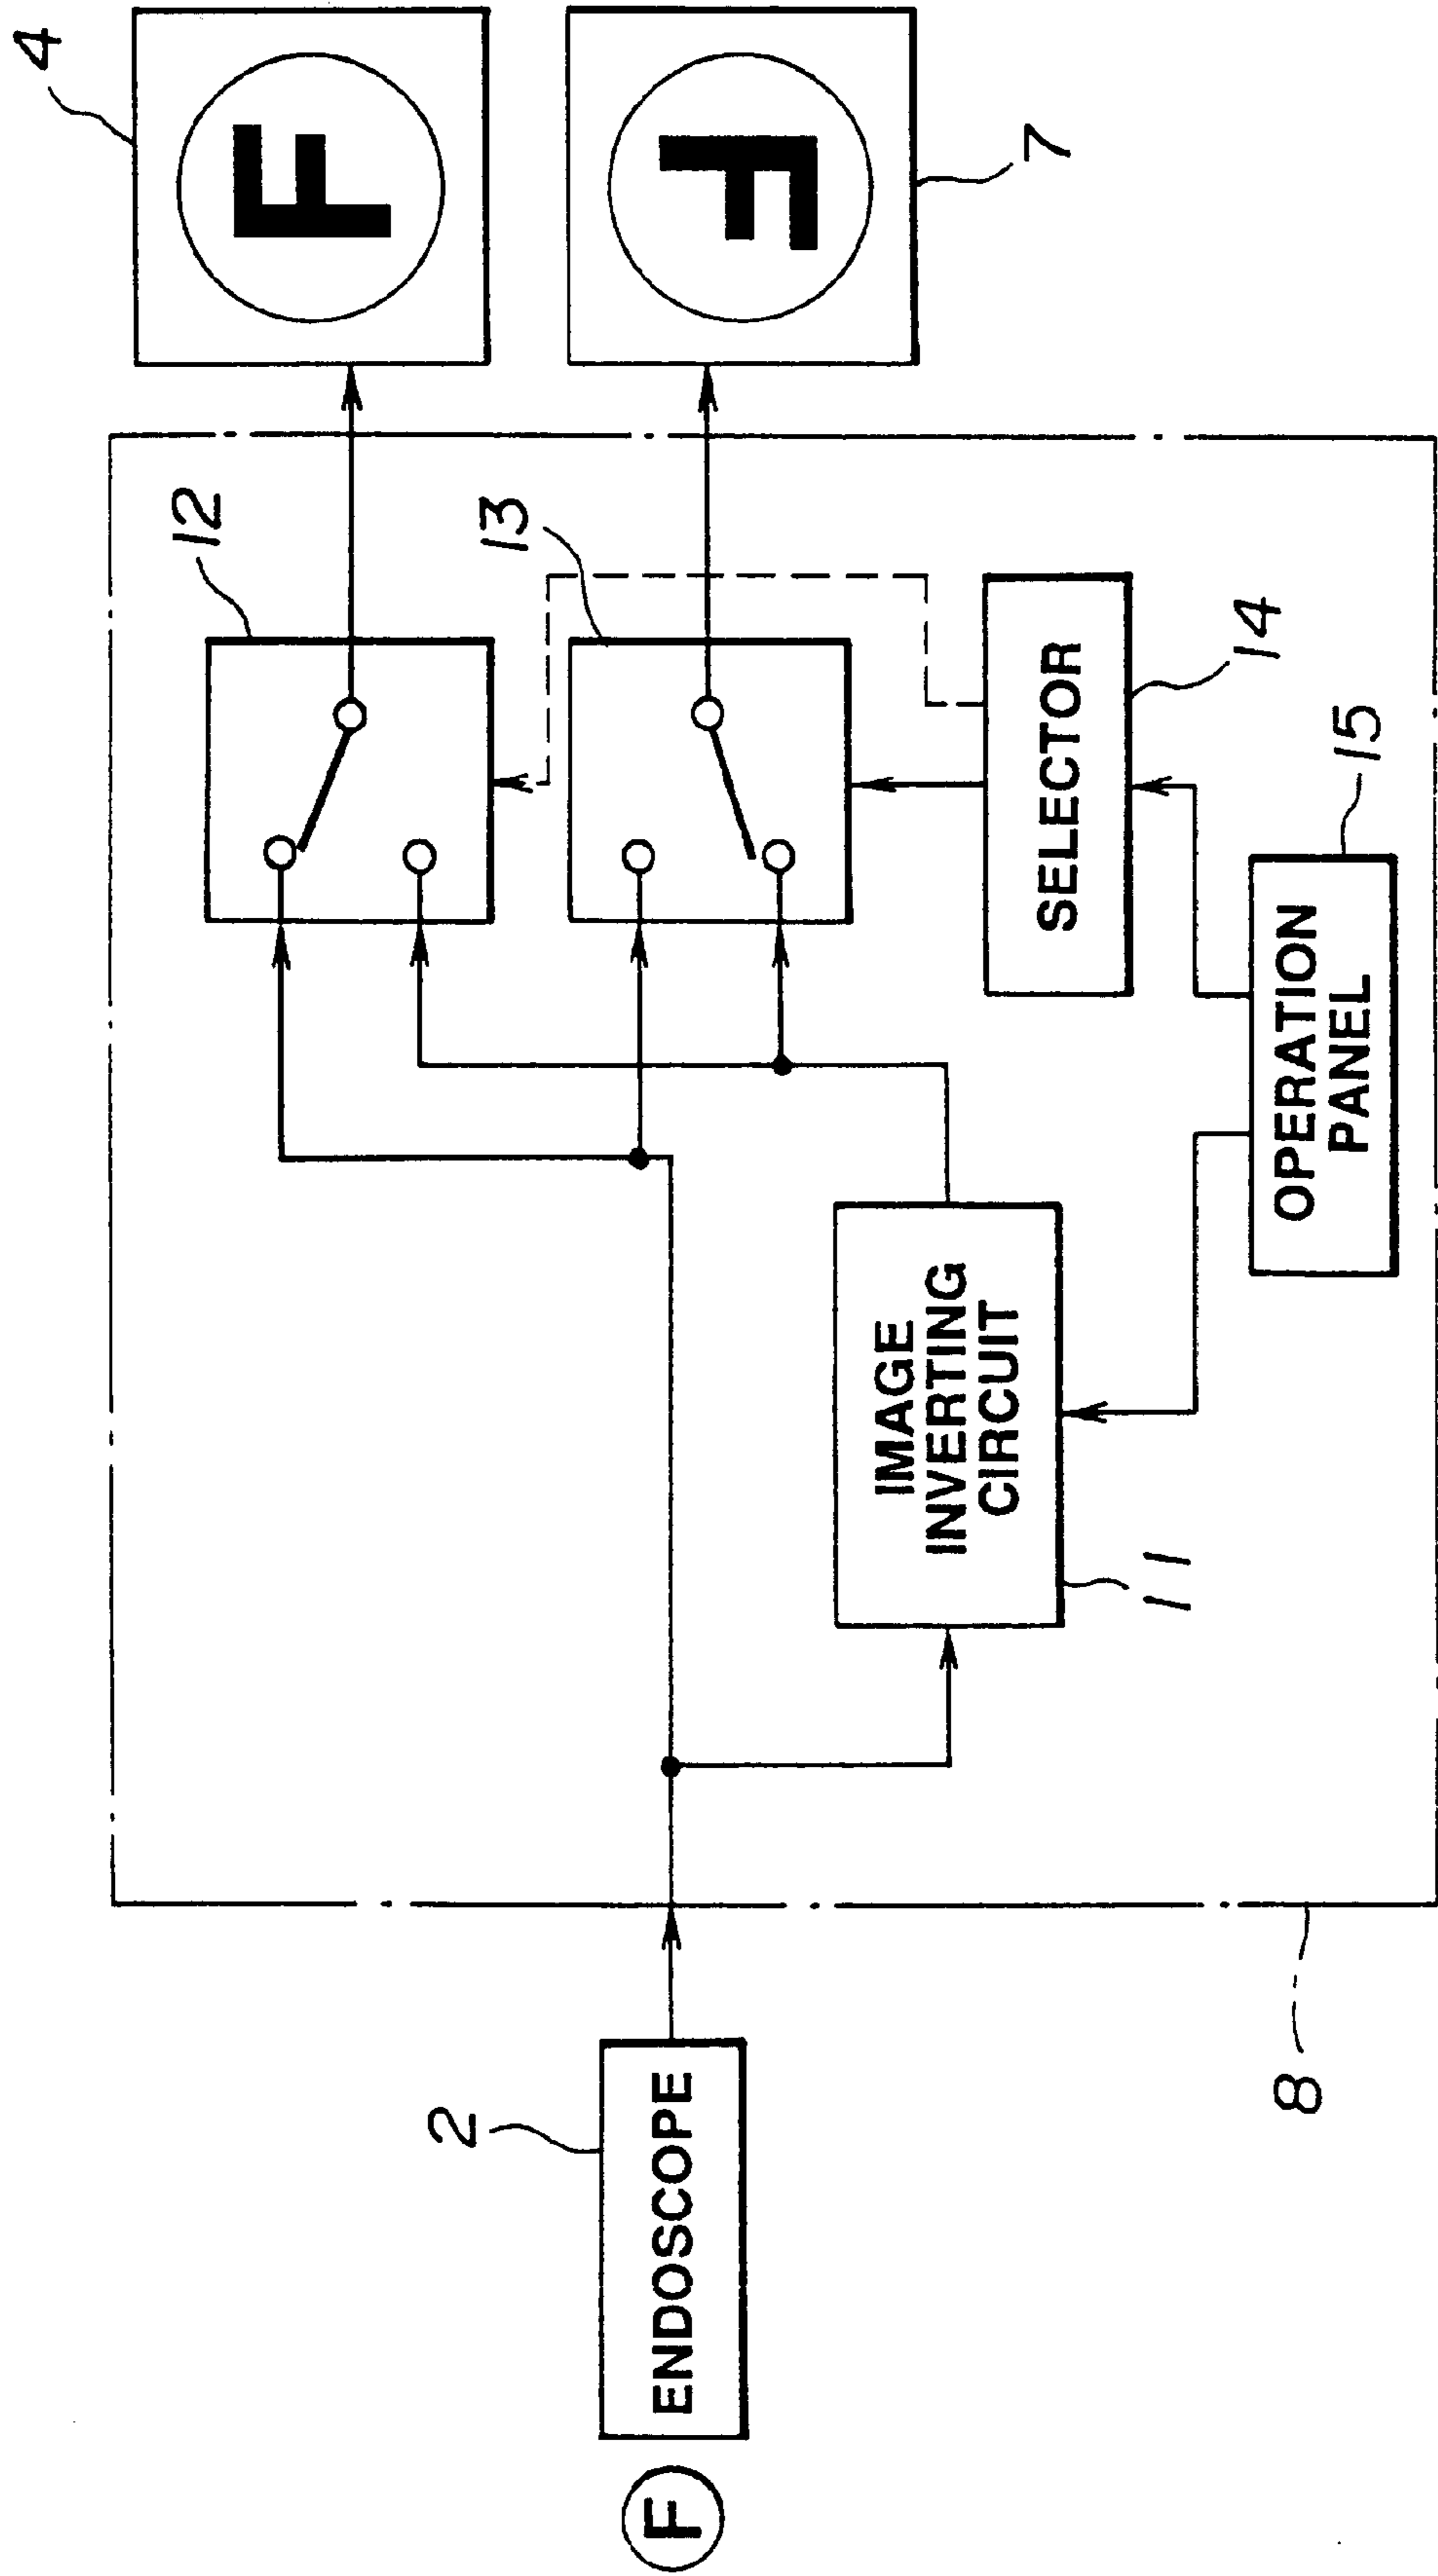 F
ENDOSCOPE
2
8
IMAGE
INVERTING
CIRCUIT
11
OPERATION
PANEL
15
SELECTOR
14
12
13
4
F
7
F